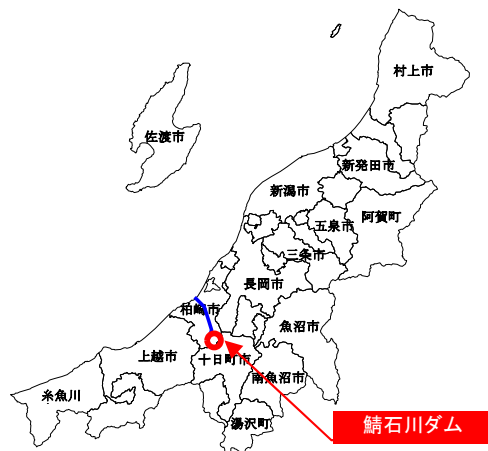 村上市
佐渡市
新発田市
新潟市
阿賀町
五泉市
三条市
長岡市
柏崎市
魚沼市
上越市
十日町市
南魚沼市
糸魚川
湯沢町
鯖石川ダム